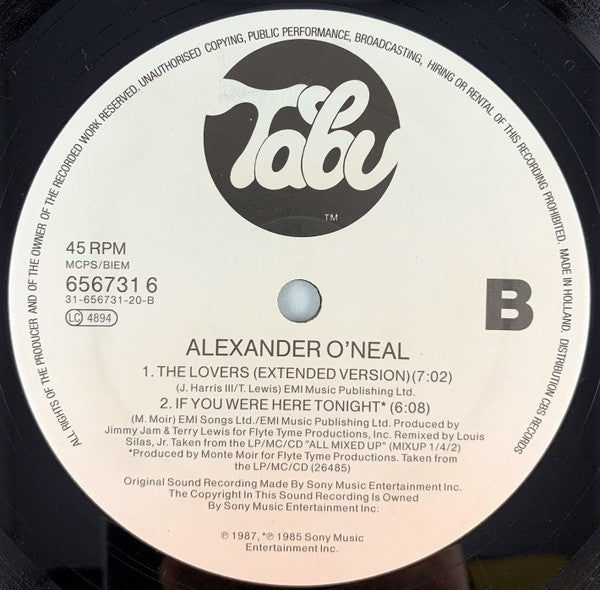 ALL RIGHTS OF THE PRODUCER AND OF THE OWNER OF THE RECORDED WORK RESERVED. UNAUTHORISED COPYING, PUBLIC PERFORMANCE, BROADCASTING, HIRING OR RENTAL OF THIS RECORDING PROHIBITED. MADE IN HOLLAND. DISTRIBUTION CBS RECORDS
Tabu
TM
45 RPM
MCPS/BIEM
656731 6
31-656731-20-B
LC 4894
B
ALEXANDER O'NEAL
1. THE LOVERS (EXTENDED VERSION) (7:02)
(J. Harris III/T. Lewis) EMI Music Publishing Ltd.
2. IF YOU WERE HERE TONIGHT* (6:08)
(M. Moir) EMI Songs Ltd./EMI Music Publishing Ltd. Produced by
Jimmy Jam & Terry Lewis for Flyte Tyme Productions, Inc. Remixed by Louis
Silas, Jr. Taken from the LP/MC/CD "ALL MIXED UP" (MIXUP 1/4/2)
*Produced by Monte Moir for Flyte Tyme Productions. Taken from
the LP/MC/CD (26485)
Original Sound Recording Made By Sony Music Entertainment Inc.
The Copyright In This Sound Recording Is Owned
By Sony Music Entertainment Inc.
℗ 1987, *℗ 1985 Sony Music
Entertainment Inc.